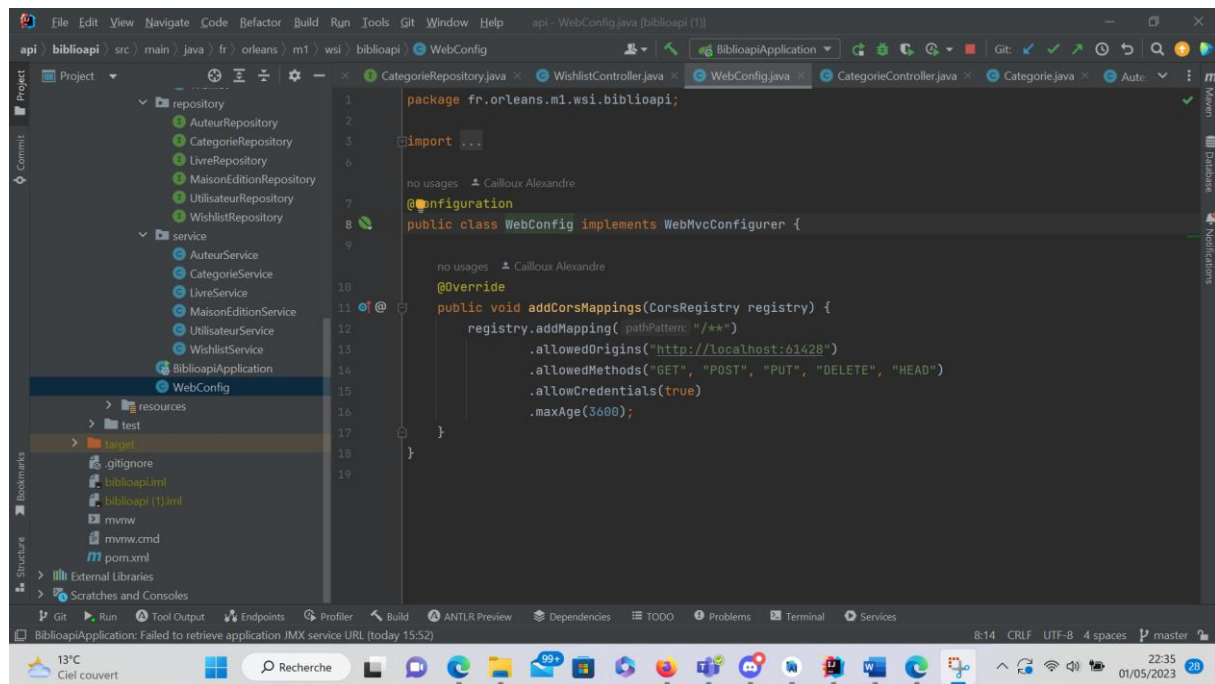 File Edit View Navigate Code Refactor Build Run Tools Git Window Help api - WebConfig.java [biblioapi (1)]
api biblioapi src main java fr orleans m1 wsi biblioapi WebConfig BiblioapiApplication Git:
Project CategorieRepository.java WishlistController.java WebConfig.java CategorieController.java Categorie.java Aute
repository
AuteurRepository
CategorieRepository
LivreRepository
MaisonEditionRepository
UtilisateurRepository
WishlistRepository
service
AuteurService
CategorieService
LivreService
MaisonEditionService
UtilisateurService
WishlistService
BiblioapiApplication
WebConfig
resources
test
target
.gitignore
biblioapi.iml
biblioapi (1).iml
mvnw
mvnw.cmd
pom.xml
External Libraries
Scratches and Consoles
1 package fr.orleans.m1.wsi.biblioapi;
2
3 import ...
6
no usages Cailloux Alexandre
7 @Configuration
8 public class WebConfig implements WebMvcConfigurer {
9
no usages Cailloux Alexandre
10 @Override
11 public void addCorsMappings(CorsRegistry registry) {
12 registry.addMapping( pathPattern: "/**")
13 .allowedOrigins("http://localhost:61428")
14 .allowedMethods("GET", "POST", "PUT", "DELETE", "HEAD")
15 .allowCredentials(true)
16 .maxAge(3600);
17 }
18 }
19
Project
Commit
Bookmarks
Structure
m
Maven
Database
Notifications
Git Run Tool Output Endpoints Profiler Build ANTLR Preview Dependencies TODO Problems Terminal Services
BiblioapiApplication: Failed to retrieve application JMX service URL (today 15:52) 8:14 CRLF UTF-8 4 spaces master
13°C
Ciel couvert
Recherche
99+
22:35
01/05/2023
28